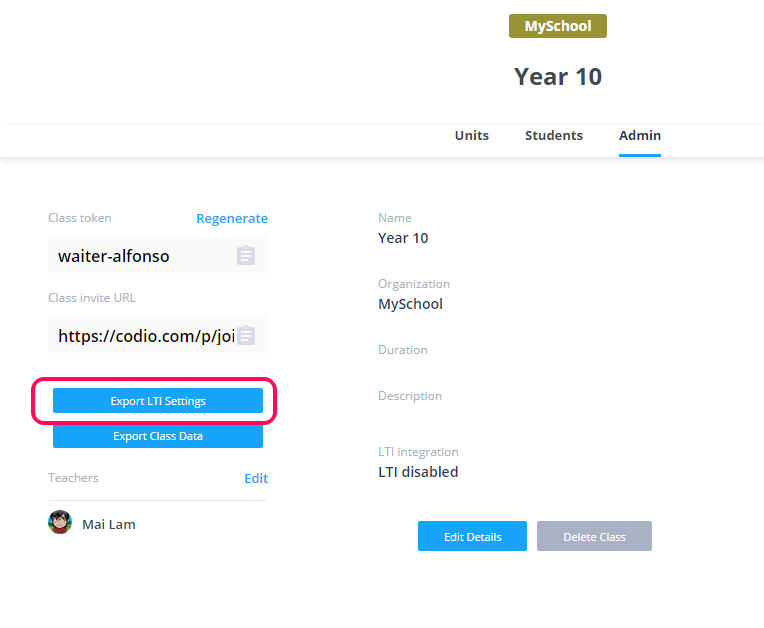 MySchool
Year 10
Units Students Admin
Class token Regenerate
waiter-alfonso
Class invite URL
https://codio.com/p/joi
Export LTI Settings
Export Class Data
Teachers Edit
Mai Lam
Name
Year 10
Organization
MySchool
Duration
Description
LTI integration
LTI disabled
Edit Details Delete Class